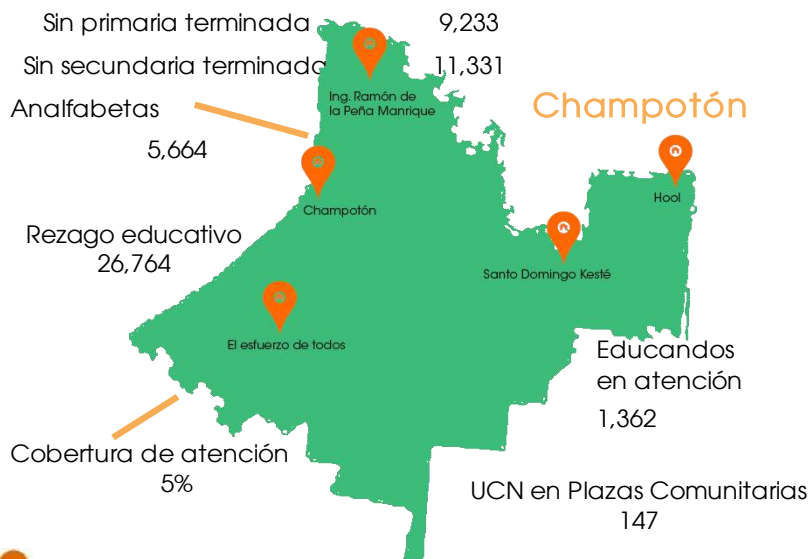 Sin primaria terminada 9,233
Sin secundaria terminada 11,331
Analfabetas
5,664
Ing. Ramón de
la Peña Manrique
Champotón
Hool
Champotón
Rezago educativo
26,764
Santo Domingo Kesté
El esfuerzo de todos
Educandos
en atención
1,362
Cobertura de atención
5%
UCN en Plazas Comunitarias
147